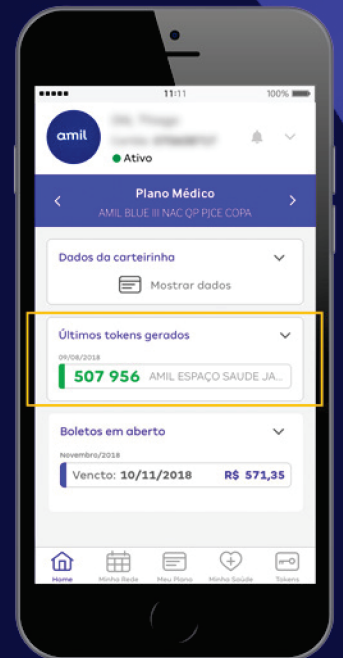 11:11 100%
amil
Ativo
Plano Médico
AMIL BLUE III NAC QP PJCE COPA
Dados da carteirinha
Mostrar dados
Últimos tokens gerados
09/08/2018
507 956 AMIL ESPAÇO SAUDE JA...
Boletos em aberto
Novembro/2018
Vencto: 10/11/2018 R$ 571,35
Home Minha Rede Meu Plano Minha Saúde Tokens